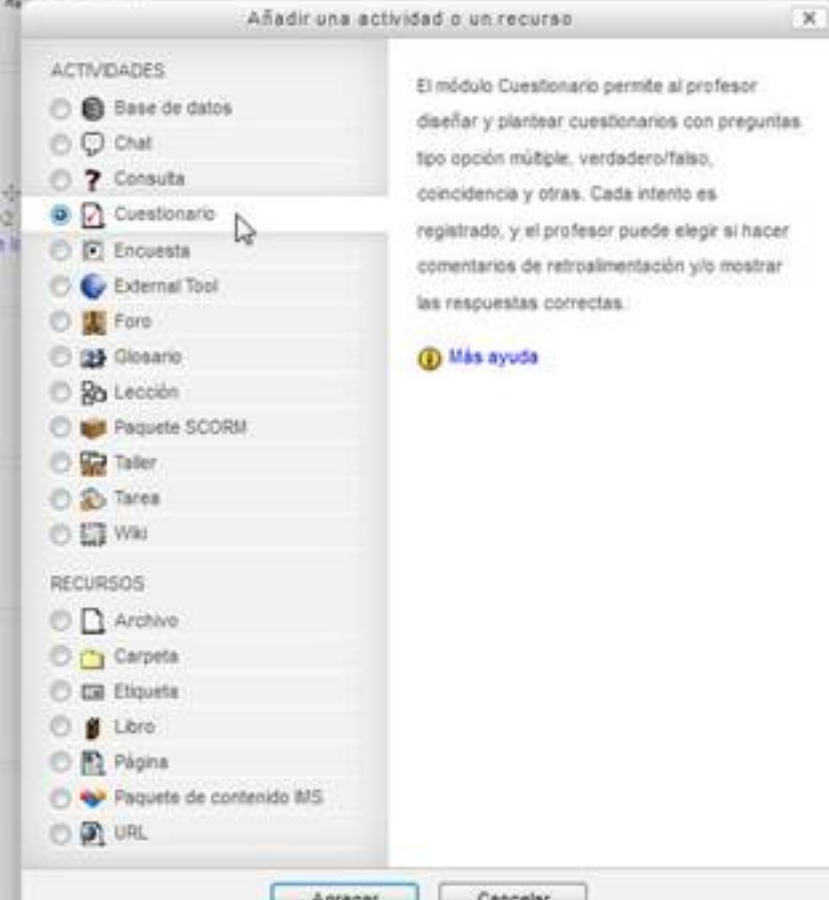 Añadir una actividad o un recurso
ACTIVIDADES
Base de datos
Chat
Consulta
Cuestionario
Encuesta
External Tool
Foro
Glosario
Lección
Paquete SCORM
Taller
Tarea
Wiki
RECURSOS
Archivo
Carpeta
Etiqueta
Libro
Página
Paquete de contenido IMS
URL
El módulo Cuestionario permite al profesor
diseñar y plantear cuestionarios con preguntas
tipo opción múltiple, verdadero/falso,
coincidencia y otras. Cada intento es
registrado, y el profesor puede elegir si hacer
comentarios de retroalimentación y/o mostrar
las respuestas correctas.
Más ayuda
Agregar
Cancelar